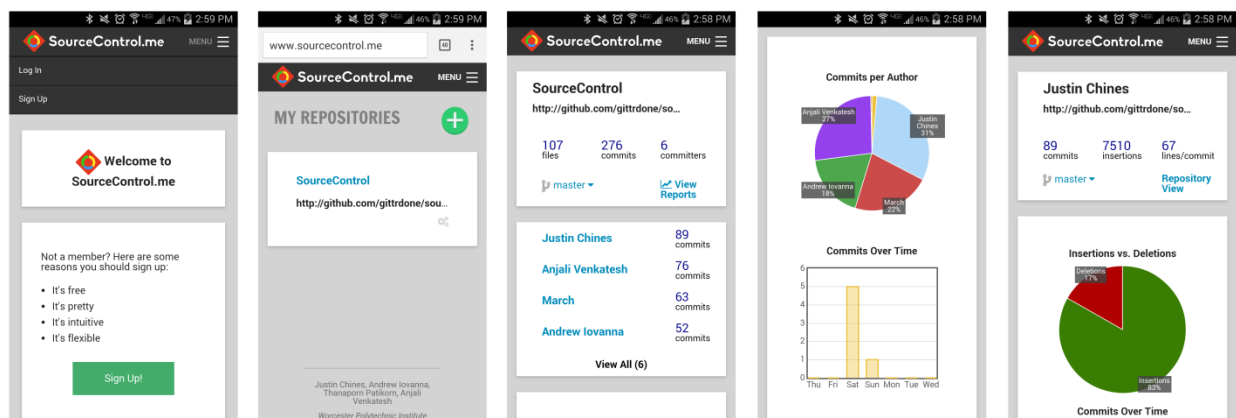 47% 2:59 PM
SourceControl.me MENU
Log In
Sign Up
Welcome to
SourceControl.me
Not a member? Here are some
reasons you should sign up:
• It's free
• It's pretty
• It's intuitive
• It's flexible
Sign Up!
46% 2:59 PM
www.sourcecontrol.me 40
SourceControl.me MENU
MY REPOSITORIES
SourceControl
http://github.com/gittrdone/sou...
Justin Chines, Andrew Iovanna,
Thanaporn Patikorn, Anjali
Venkatesh
Worcester Polytechnic Institute
46% 2:58 PM
SourceControl.me MENU
SourceControl
http://github.com/gittrdone/so...
107 276 6
files commits committers
master View
Reports
Justin Chines 89
commits
Anjali Venkatesh 76
commits
March 63
commits
Andrew Iovanna 52
commits
View All (6)
46% 2:58 PM
Commits per Author
Anjali Venkatesh
27%
Justin
Chines
31%
Andrew Iovanna
18%
March
22%
Commits Over Time
6
5
4
3
2
1
0
Thu Fri Sat Sun Mon Tue Wed
46% 2:58 PM
SourceControl.me MENU
Justin Chines
http://github.com/gittrdone/so...
89 7510 67
commits insertions lines/commit
master Repository
View
Insertions vs. Deletions
Deletions
17%
Insertions
83%
Commits Over Time